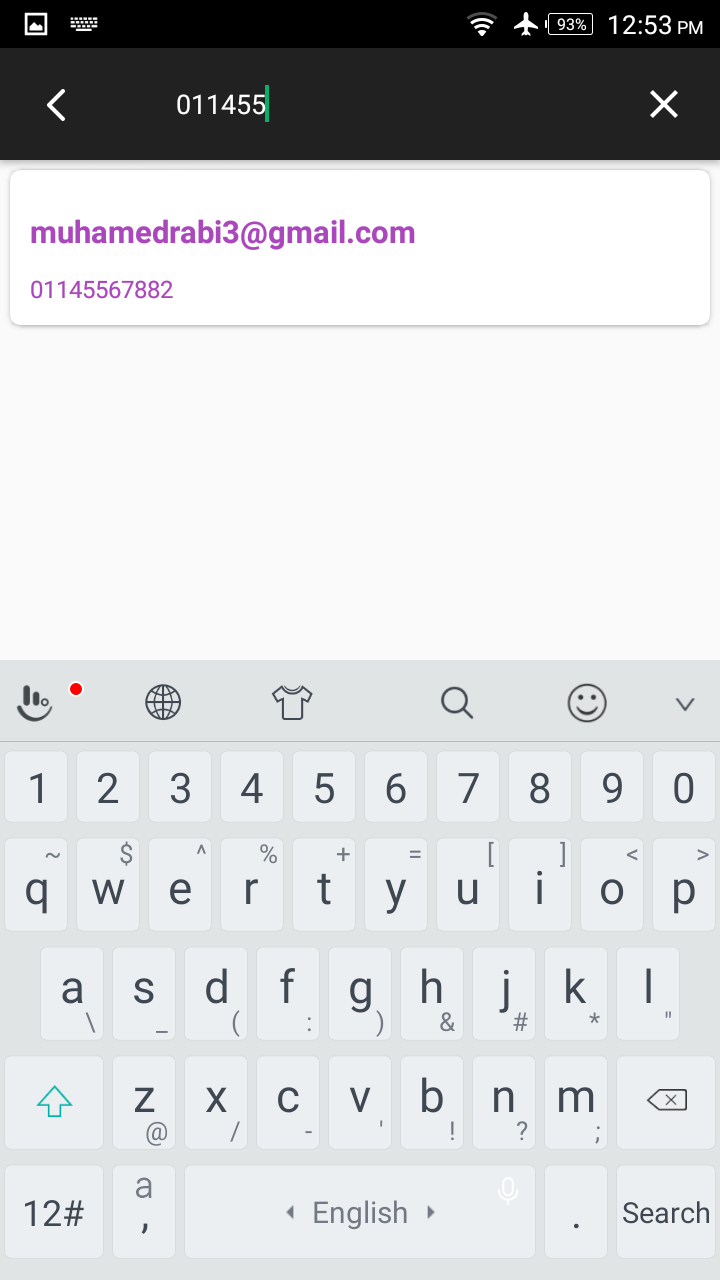 93% 12:53 PM
011455
muhamedrabi3@gmail.com
01145567882
1 2 3 4 5 6 7 8 9 0
~ $ ^ % + = [ ] < >
q w e r t y u i o p
a s d f g h j k l
\ _ ( : ) & # * "
z x c v b n m
@ / - ' ! ? ;
a
12# , English . Search